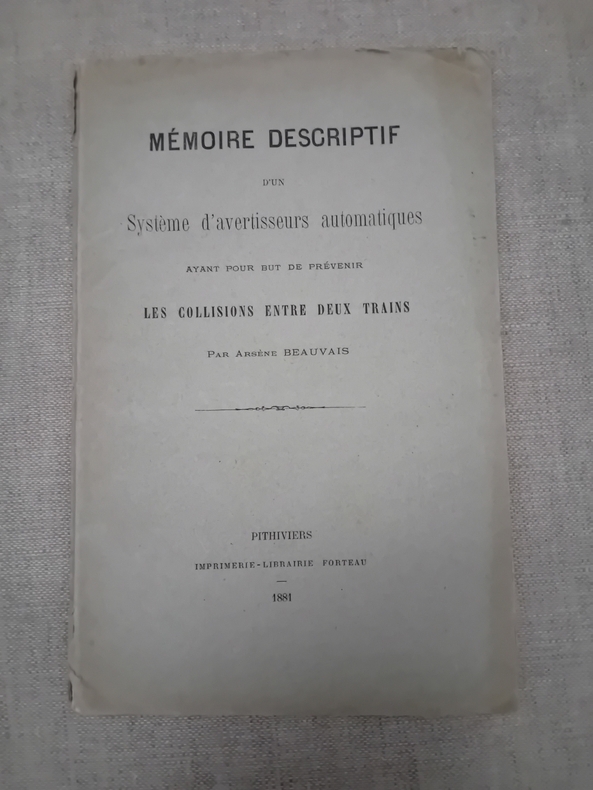 MÉMOIRE DESCRIPTIF
D'UN
Système d'avertisseurs automatiques
AYANT POUR BUT DE PRÉVENIR
LES COLLISIONS ENTRE DEUX TRAINS
PAR ARSÈNE BEAUVAIS
PITHIVIERS
IMPRIMERIE-LIBRAIRIE FORTEAU
1881